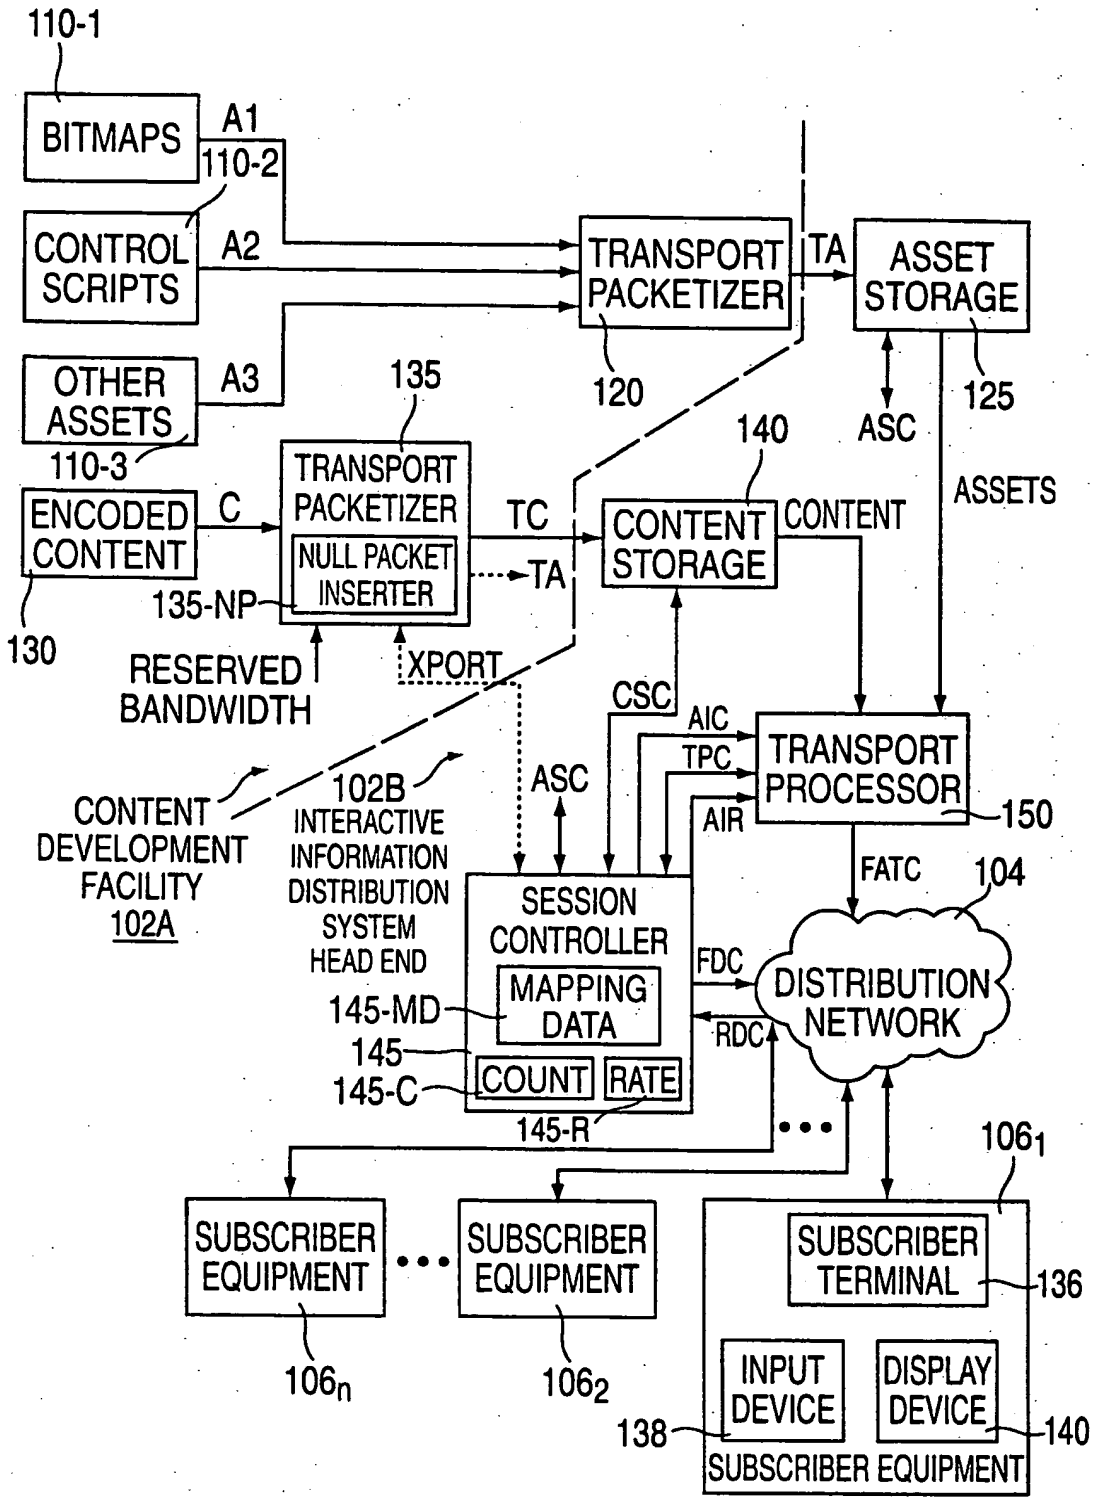 110-1
BITMAPS
A1
110-2
CONTROL
SCRIPTS
A2
TRANSPORT
PACKETIZER
120
TA
ASSET
STORAGE
125
ASC
ASSETS
OTHER
ASSETS
A3
110-3
135
TRANSPORT
PACKETIZER
NULL PACKET
INSERTER
135-NP
ENCODED
CONTENT
C
130
TC
TA
140
CONTENT
STORAGE
CONTENT
RESERVED
BANDWIDTH
XPORT
CSC
AIC
TPC
AIR
TRANSPORT
PROCESSOR
150
CONTENT
DEVELOPMENT
FACILITY
102A
102B
INTERACTIVE
INFORMATION
DISTRIBUTION
SYSTEM
HEAD END
ASC
SESSION
CONTROLLER
MAPPING
DATA
145-MD
145
145-C
COUNT
RATE
145-R
FATC
104
FDC
RDC
DISTRIBUTION
NETWORK
SUBSCRIBER
EQUIPMENT
106n
SUBSCRIBER
EQUIPMENT
1062
1061
SUBSCRIBER
TERMINAL
136
INPUT
DEVICE
138
DISPLAY
DEVICE
140
SUBSCRIBER EQUIPMENT